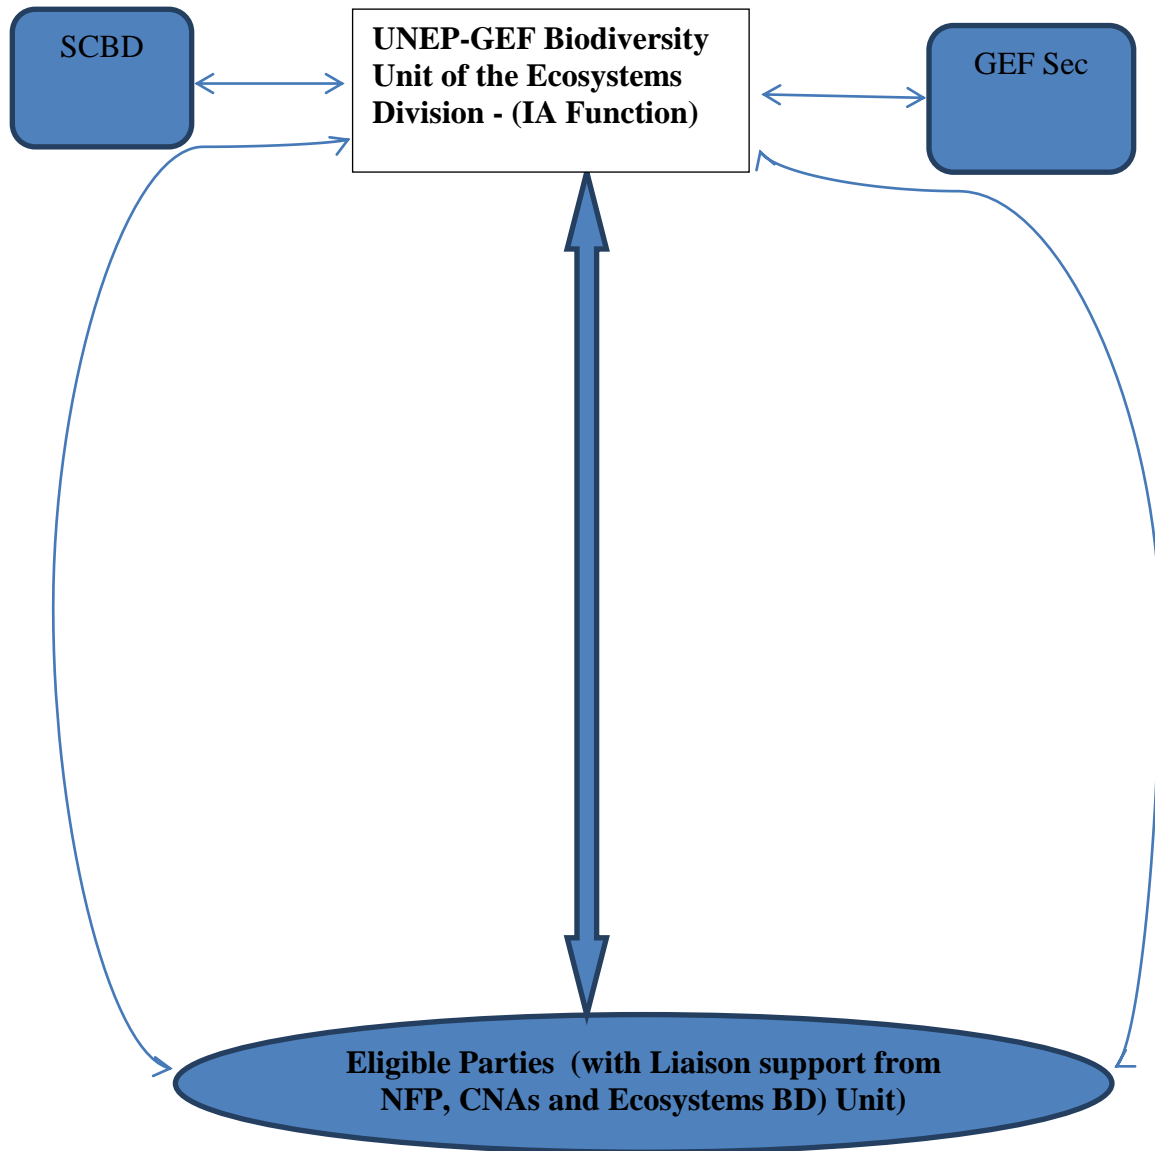 SCBD
UNEP-GEF Biodiversity
Unit of the Ecosystems
Division - (IA Function)
GEF Sec
Eligible Parties  (with Liaison support from
NFP, CNAs and Ecosystems BD) Unit)